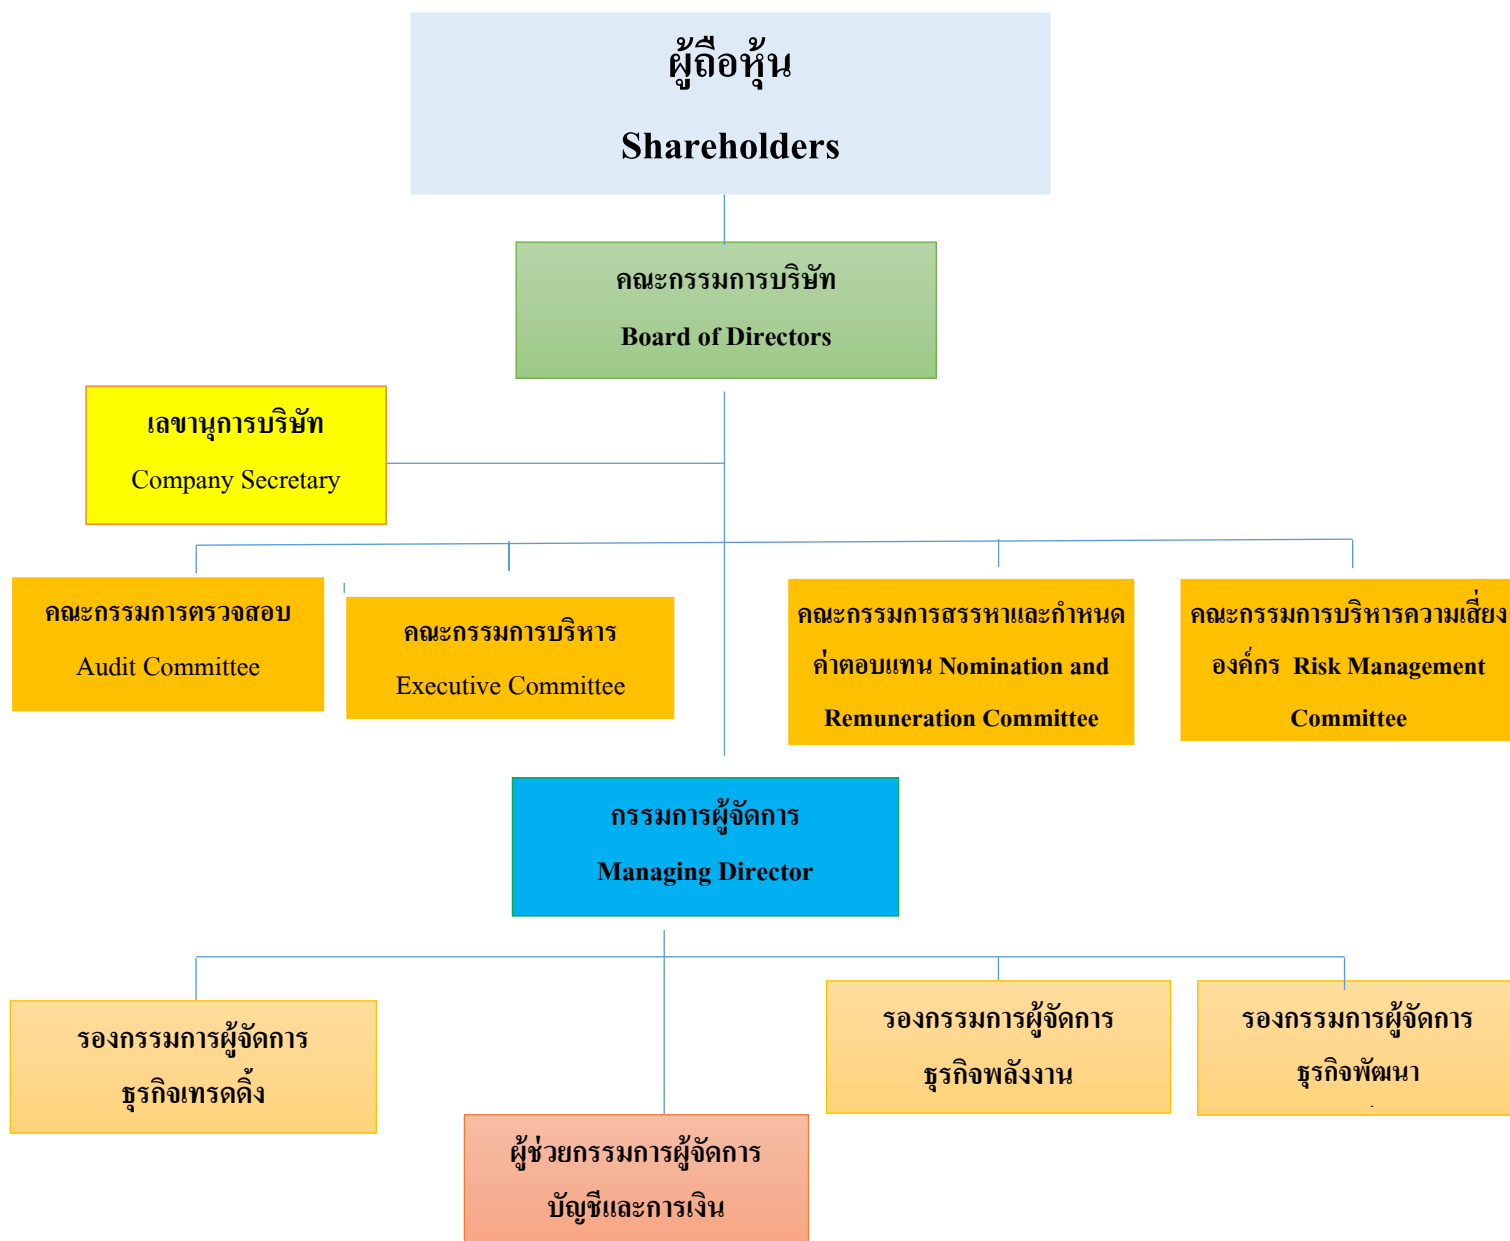 ผู้ถือหุ้น
Shareholders
คณะกรรมการบริษัท
Board of Directors
เลขานุการบริษัท
Company Secretary
คณะกรรมการตรวจสอบ
Audit Committee
คณะกรรมการบริหาร
Executive Committee
คณะกรรมการสรรหาและกำหนด
ค่าตอบแทน Nomination and
Remuneration Committee
คณะกรรมการบริหารความเสี่ยง
องค์กร Risk Management
Committee
กรรมการผู้จัดการ
Managing Director
รองกรรมการผู้จัดการ
ธุรกิจเทรดดิ้ง
รองกรรมการผู้จัดการ
ธุรกิจพลังงาน
รองกรรมการผู้จัดการ
ธุรกิจพัฒนา
ผู้ช่วยกรรมการผู้จัดการ
บัญชีและการเงิน